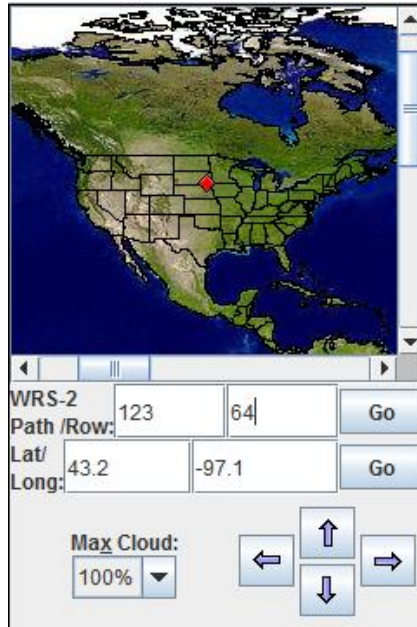 WRS-2
Path /Row: 123 64 Go
Lat/
Long: 43.2 -97.1 Go
Max Cloud:
100%